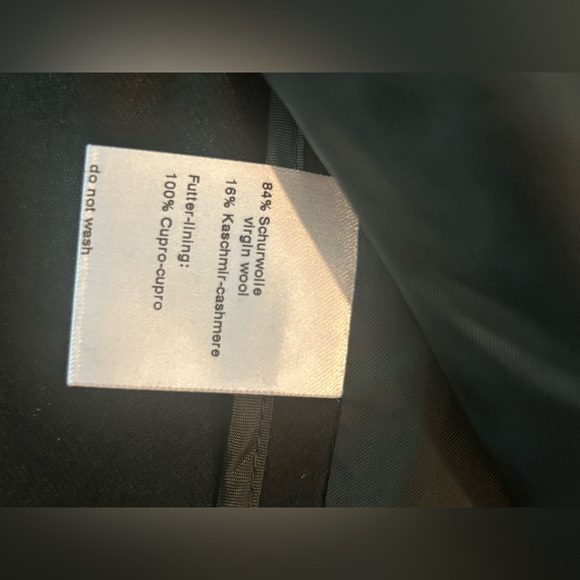 84% Schurwolle
virgin wool
16% Kaschmir-cashmere
Futter-lining:
100% Cupro-cupro
do not wash